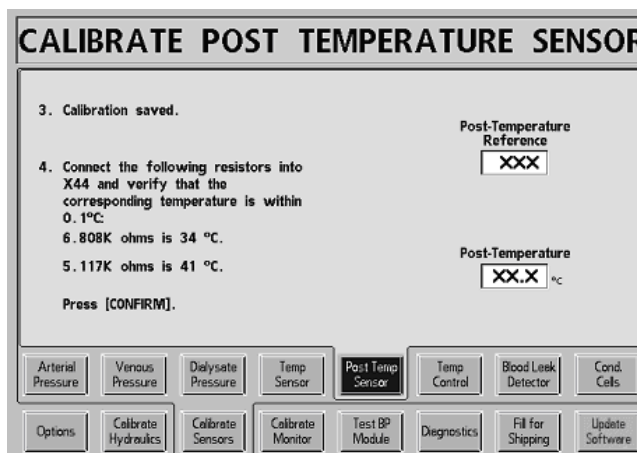 CALIBRATE POST TEMPERATURE SENSOR
3. Calibration saved.
Post-Temperature
Reference
XXX
4. Connect the following resistors into
X44 and verify that the
corresponding temperature is within
0.1ºC:
6.808K ohms is 34 ºC.
5.117K ohms is 41 ºC.
Post-Temperature
XX.X ºC
Press [CONFIRM].
Arterial Pressure
Venous Pressure
Dialysate Pressure
Temp Sensor
Post Temp Sensor
Temp Control
Blood Leak Detector
Cond. Cells
Options
Calibrate Hydraulics
Calibrate Sensors
Calibrate Monitor
Test BP Module
Diagnostics
Fill for Shipping
Update Software